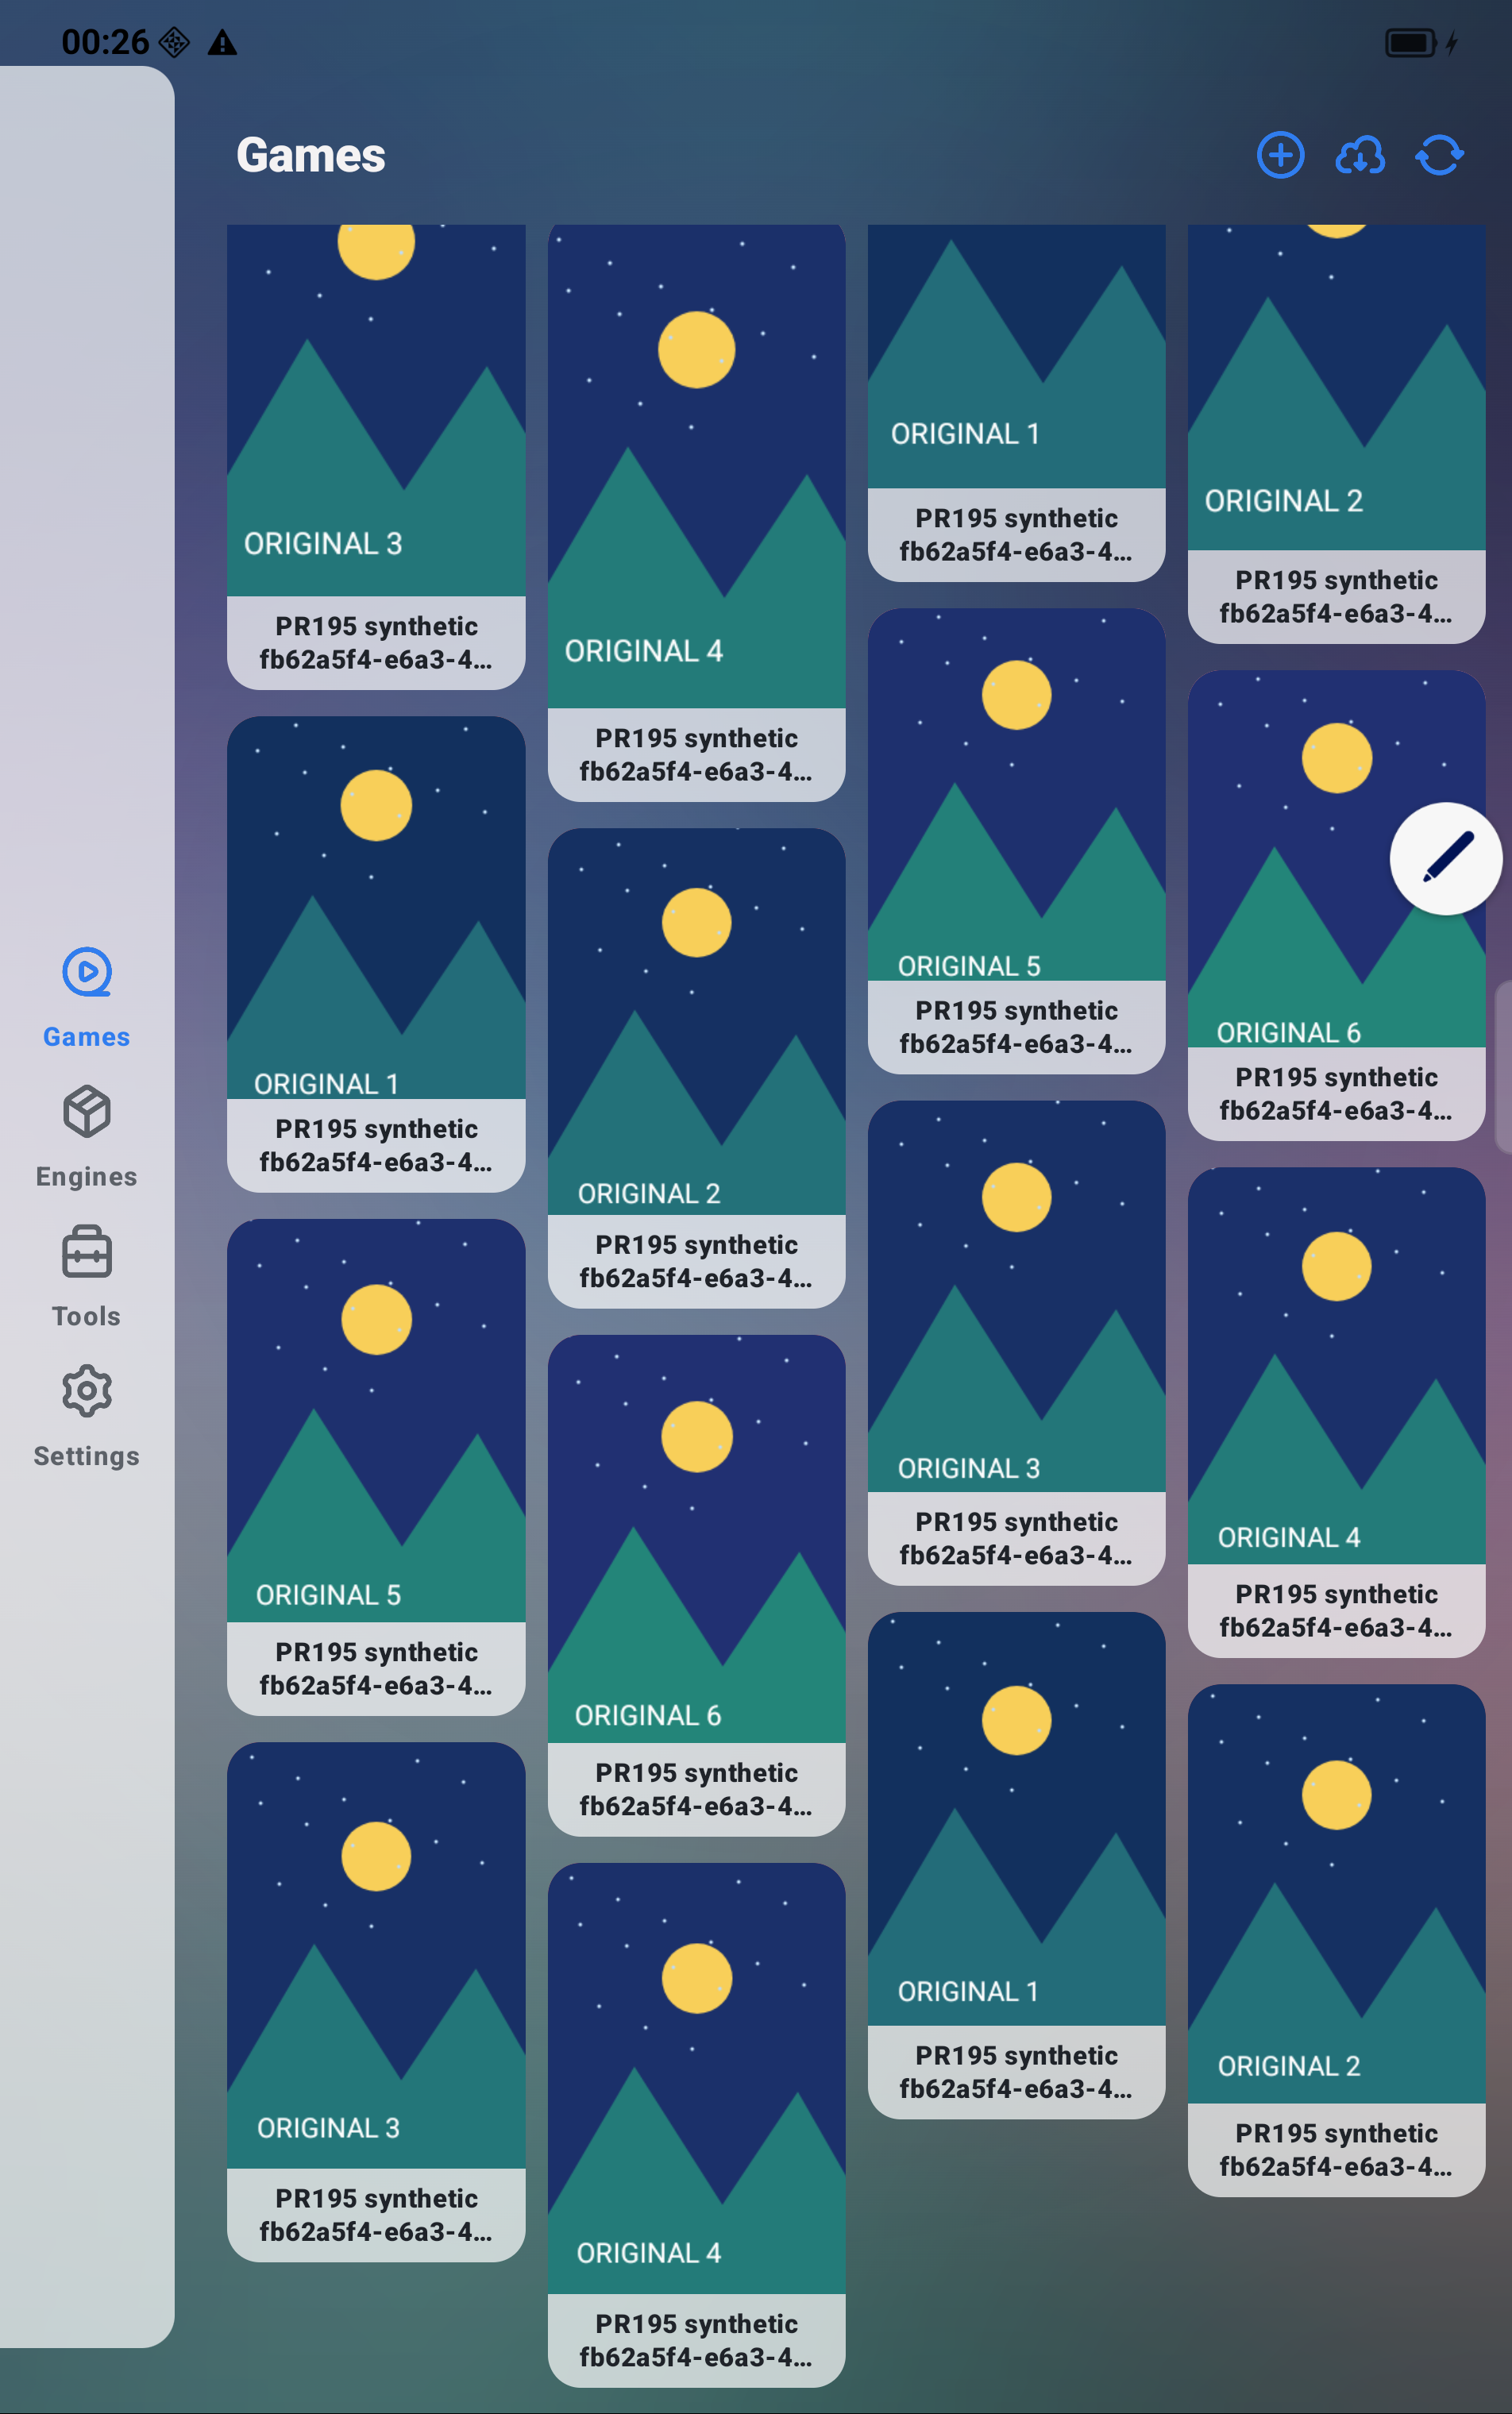 00:26
Games
ORIGINAL 3
PR195 synthetic
fb62a5f4-e6a3-4...
ORIGINAL 4
PR195 synthetic
fb62a5f4-e6a3-4...
ORIGINAL 1
PR195 synthetic
fb62a5f4-e6a3-4...
ORIGINAL 2
PR195 synthetic
fb62a5f4-e6a3-4...
ORIGINAL 1
PR195 synthetic
fb62a5f4-e6a3-4...
ORIGINAL 2
PR195 synthetic
fb62a5f4-e6a3-4...
ORIGINAL 5
PR195 synthetic
fb62a5f4-e6a3-4...
ORIGINAL 6
PR195 synthetic
fb62a5f4-e6a3-4...
ORIGINAL 5
PR195 synthetic
fb62a5f4-e6a3-4...
ORIGINAL 6
PR195 synthetic
fb62a5f4-e6a3-4...
ORIGINAL 3
PR195 synthetic
fb62a5f4-e6a3-4...
ORIGINAL 4
PR195 synthetic
fb62a5f4-e6a3-4...
ORIGINAL 3
PR195 synthetic
fb62a5f4-e6a3-4...
ORIGINAL 4
PR195 synthetic
fb62a5f4-e6a3-4...
ORIGINAL 1
PR195 synthetic
fb62a5f4-e6a3-4...
ORIGINAL 2
PR195 synthetic
fb62a5f4-e6a3-4...
Games
Engines
Tools
Settings